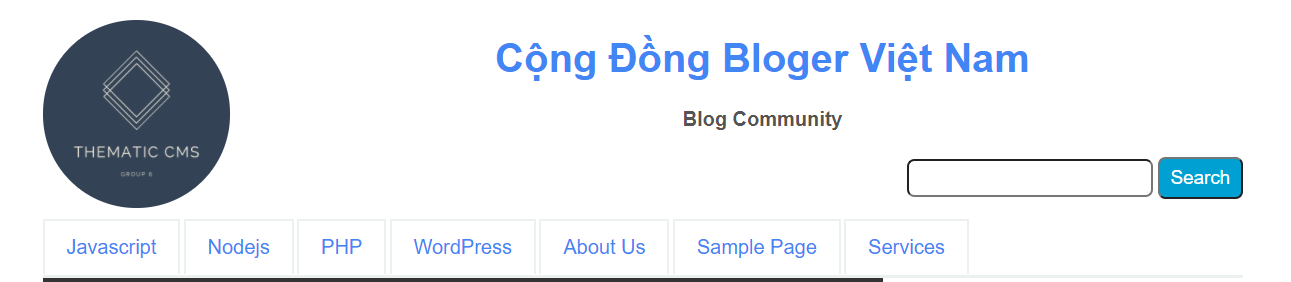 Cộng Đồng Bloger Việt Nam
Blog Community
THEMATIC CMS
GROUP 6
Search
Javascript Nodejs PHP WordPress About Us Sample Page Services